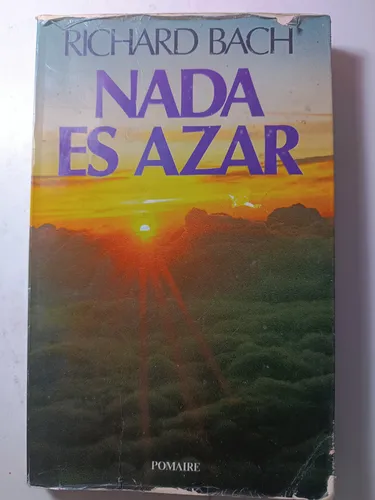 RICHARD BACH
NADA
ES AZAR
POMAIRE